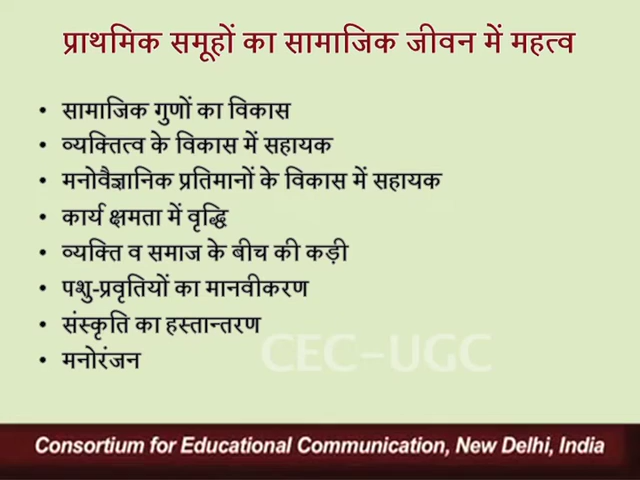 प्राथमिक समूहों का सामाजिक जीवन में महत्व
• सामाजिक गुणों का विकास
• व्यक्तित्व के विकास में सहायक
• मनोवैज्ञानिक प्रतिमानों के विकास में सहायक
• कार्य क्षमता में वृद्धि
• व्यक्ति व समाज के बीच की कड़ी
• पशु-प्रवृतियों का मानवीकरण
• संस्कृति का हस्तान्तरण
• मनोरंजन
CEC-UGC
Consortium for Educational Communication, New Delhi, India